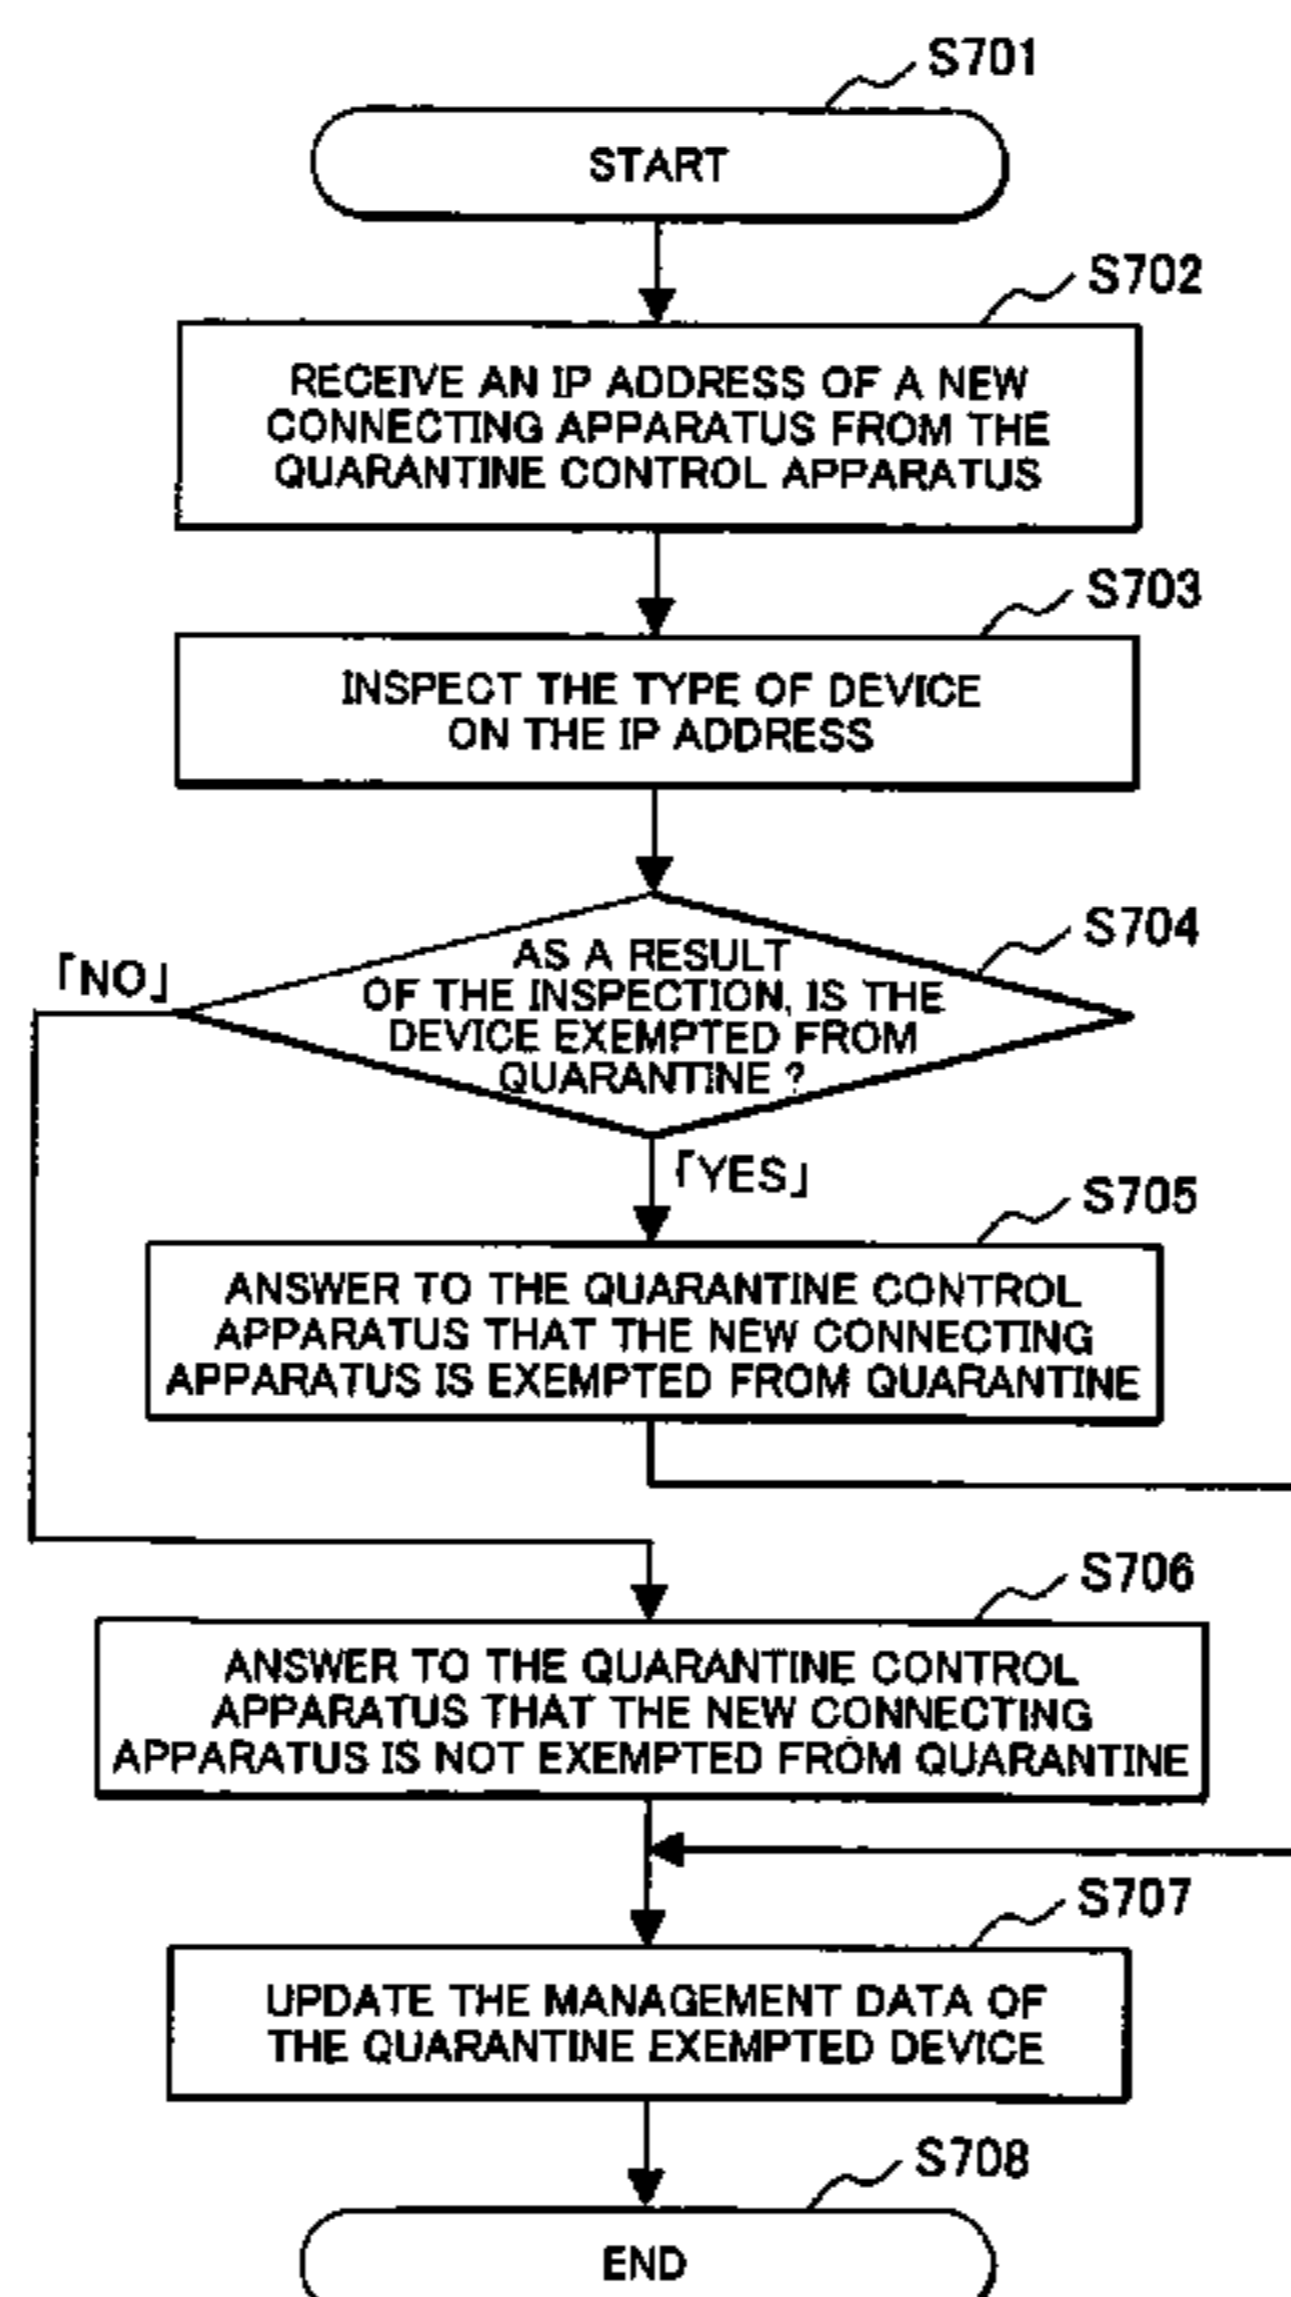 S701
START
S702
RECEIVE AN IP ADDRESS OF A NEW
CONNECTING APPARATUS FROM THE
QUARANTINE CONTROL APPARATUS
S703
INSPECT THE TYPE OF DEVICE
ON THE IP ADDRESS
S704
「NO」
AS A RESULT
OF THE INSPECTION, IS THE
DEVICE EXEMPTED FROM
QUARANTINE ?
「YES」
S705
ANSWER TO THE QUARANTINE CONTROL
APPARATUS THAT THE NEW CONNECTING
APPARATUS IS EXEMPTED FROM QUARANTINE
S706
ANSWER TO THE QUARANTINE CONTROL
APPARATUS THAT THE NEW CONNECTING
APPARATUS IS NOT EXEMPTED FROM QUARANTINE
S707
UPDATE THE MANAGEMENT DATA OF
THE QUARANTINE EXEMPTED DEVICE
S708
END